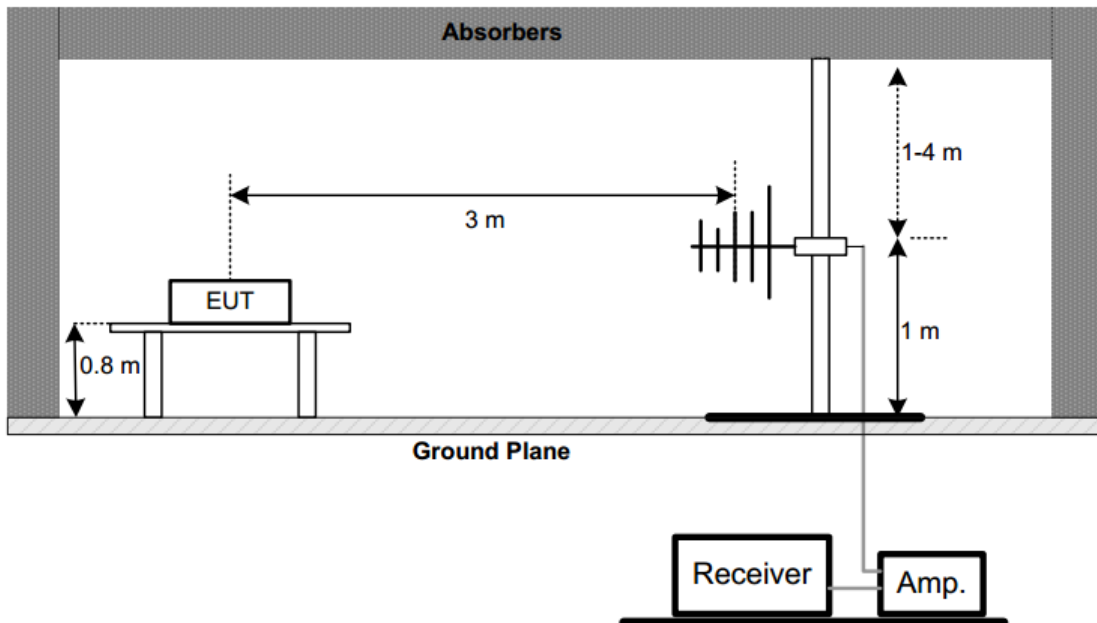 Absorbers
1-4 m
3 m
EUT
0.8 m
1 m
Ground Plane
Receiver
Amp.